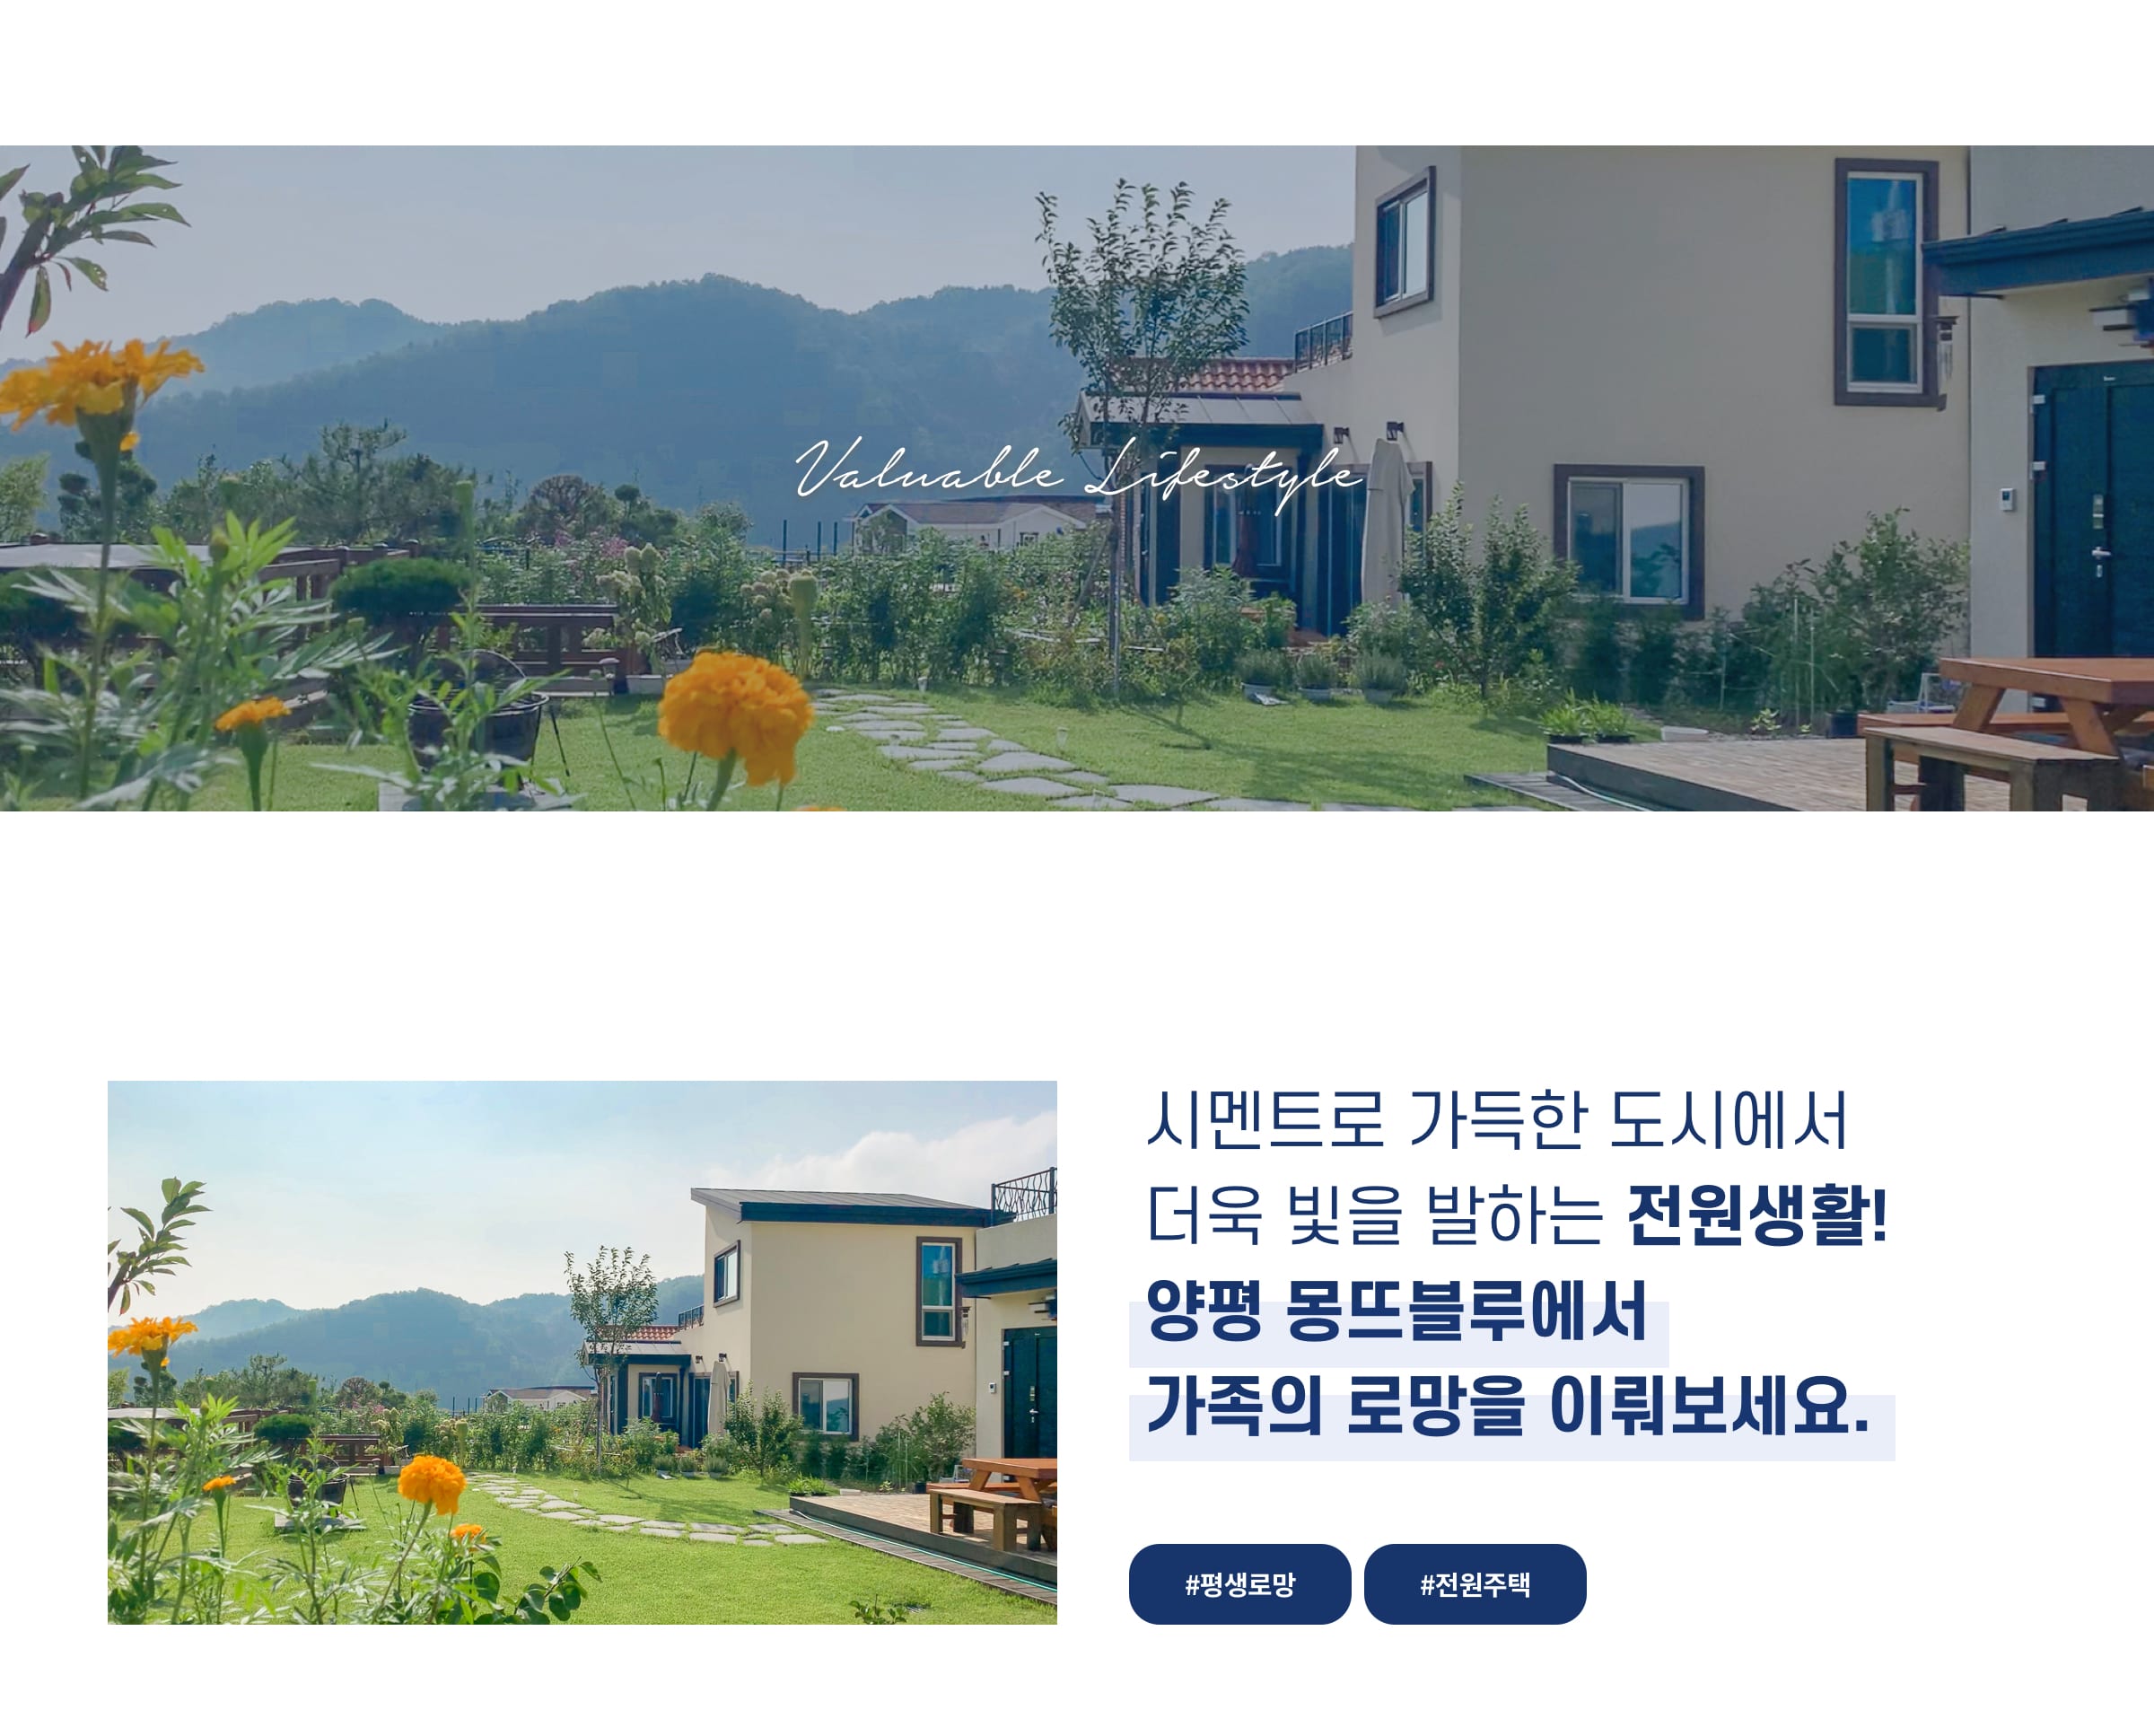 Valuable Lifestyle
시멘트로 가득한 도시에서
더욱 빛을 발하는 전원생활!
양평 몽뜨블루에서
가족의 로망을 이뤄보세요.
#평생로망 #전원주택